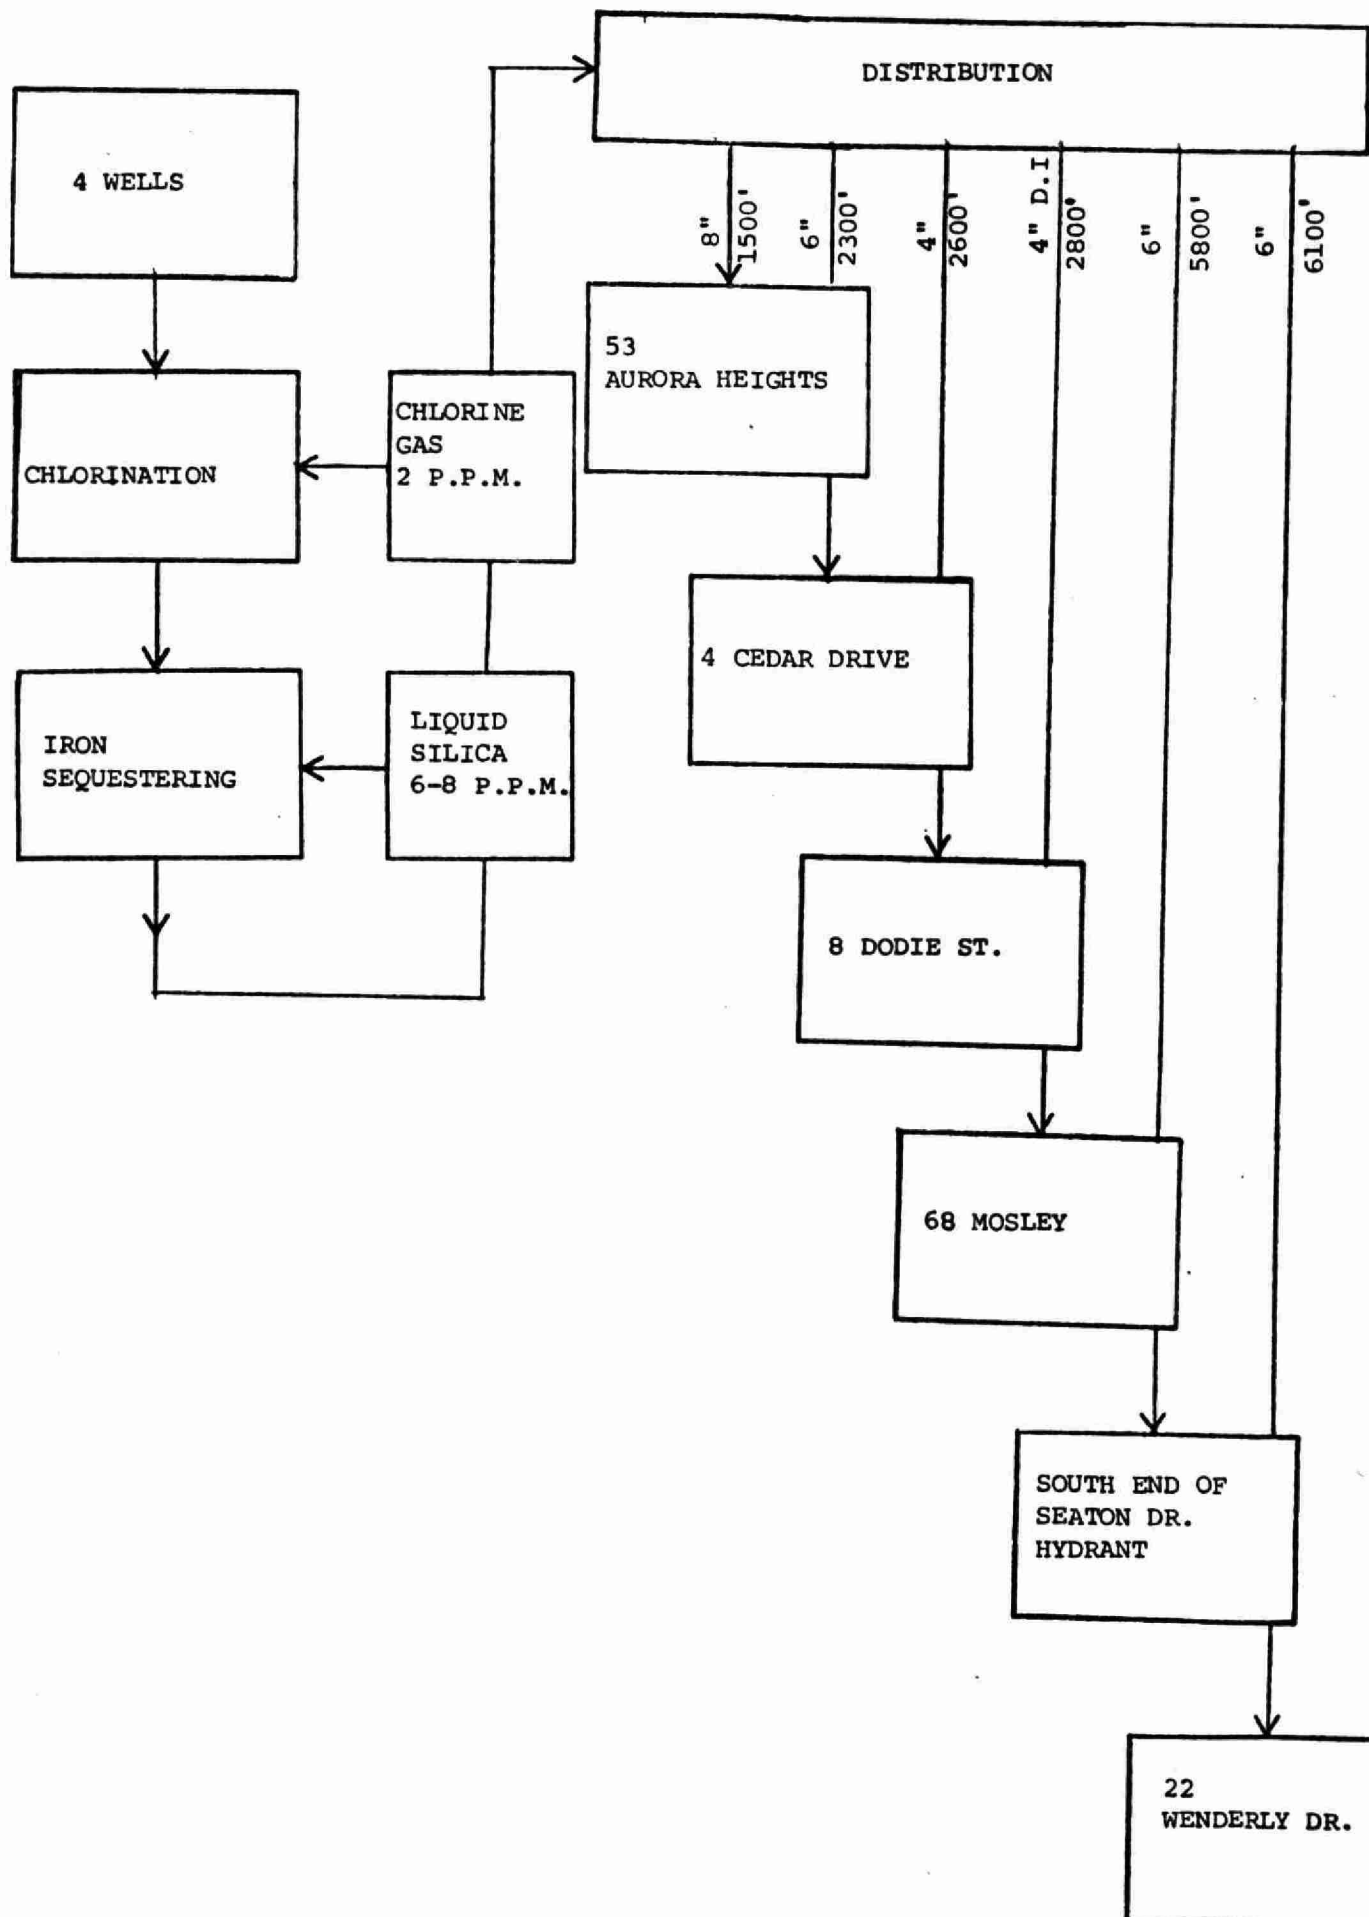 DISTRIBUTION
4 WELLS
8"
1500'
6"
2300'
4"
2600'
4" D.I
2800'
6"
5800'
6"
6100'
53
AURORA HEIGHTS
CHLORINATION
CHLORINE
GAS
2 P.P.M.
4 CEDAR DRIVE
IRON
SEQUESTERING
LIQUID
SILICA
6-8 P.P.M.
8 DODIE ST.
68 MOSLEY
SOUTH END OF
SEATON DR.
HYDRANT
22
WENDERLY DR.